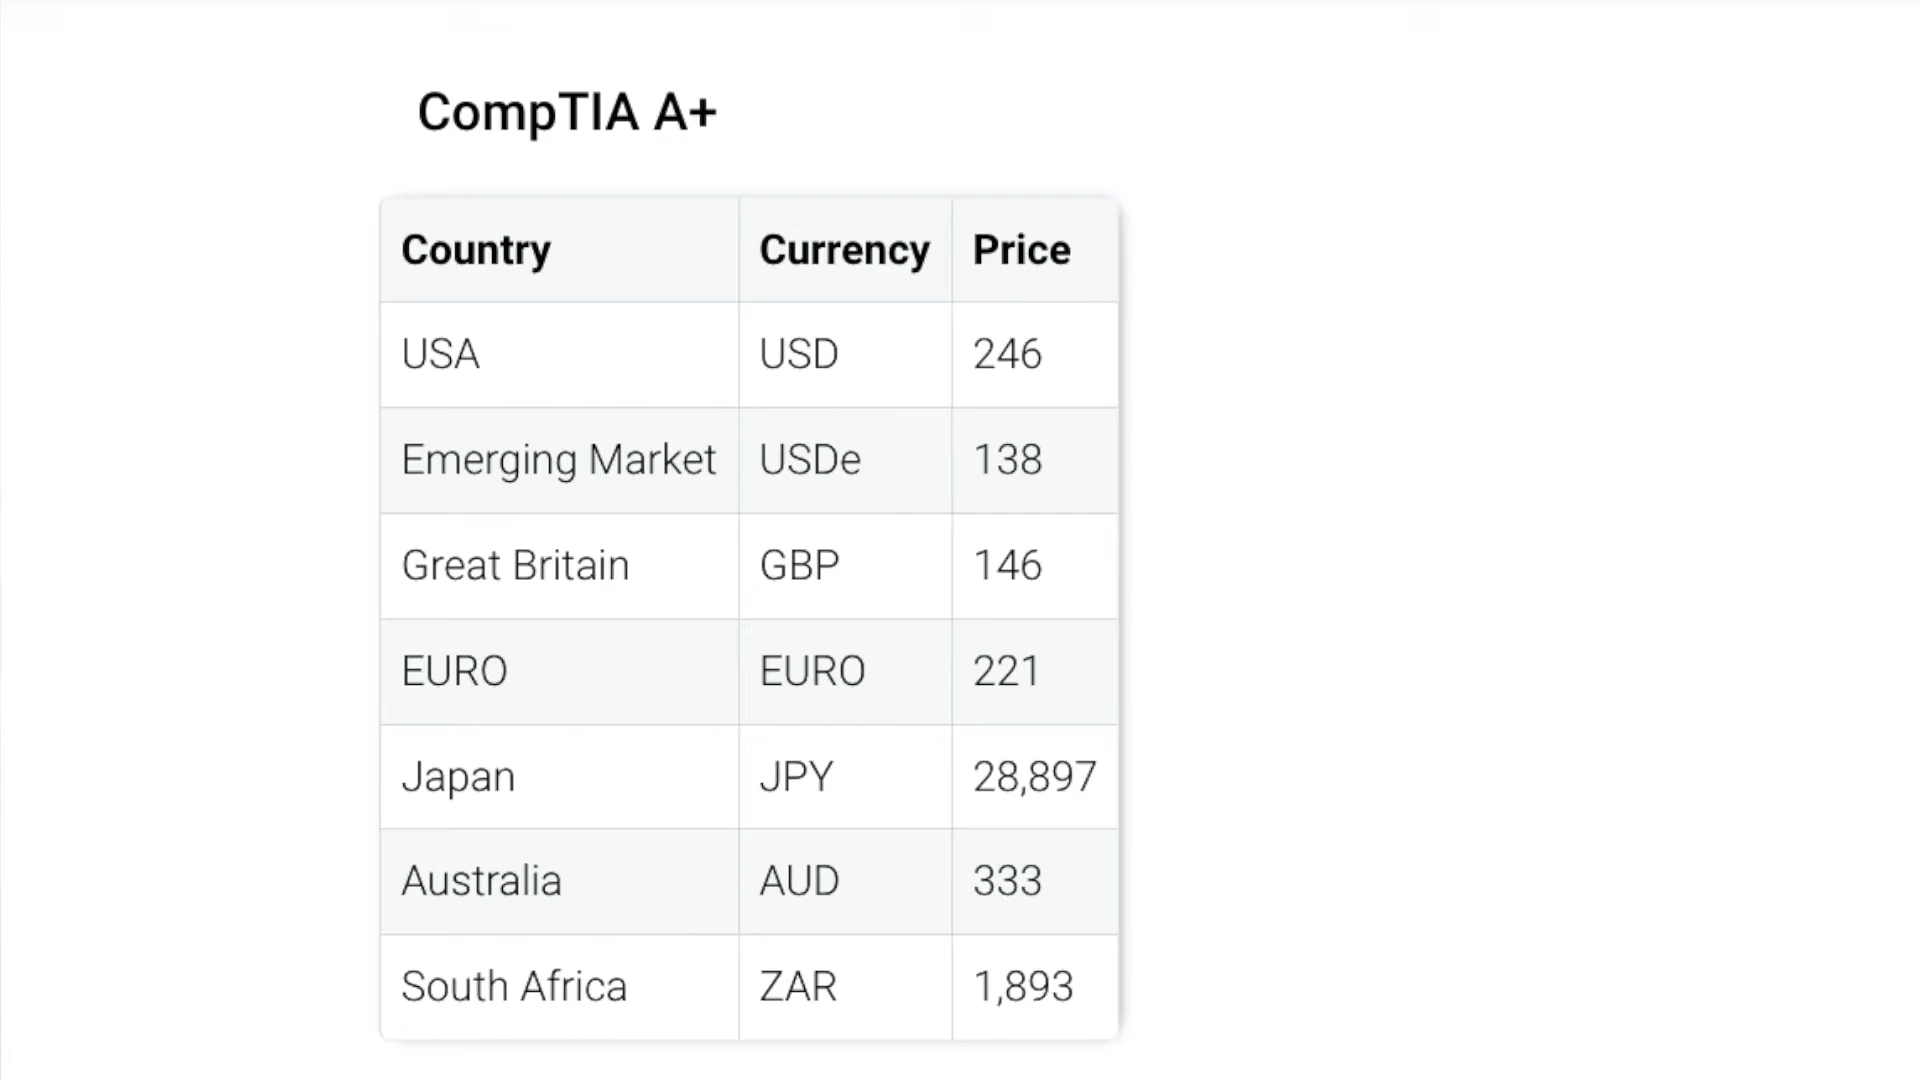 CompTIA A+
Country Currency Price
USA USD 246
Emerging Market USDe 138
Great Britain GBP 146
EURO EURO 221
Japan JPY 28,897
Australia AUD 333
South Africa ZAR 1,893